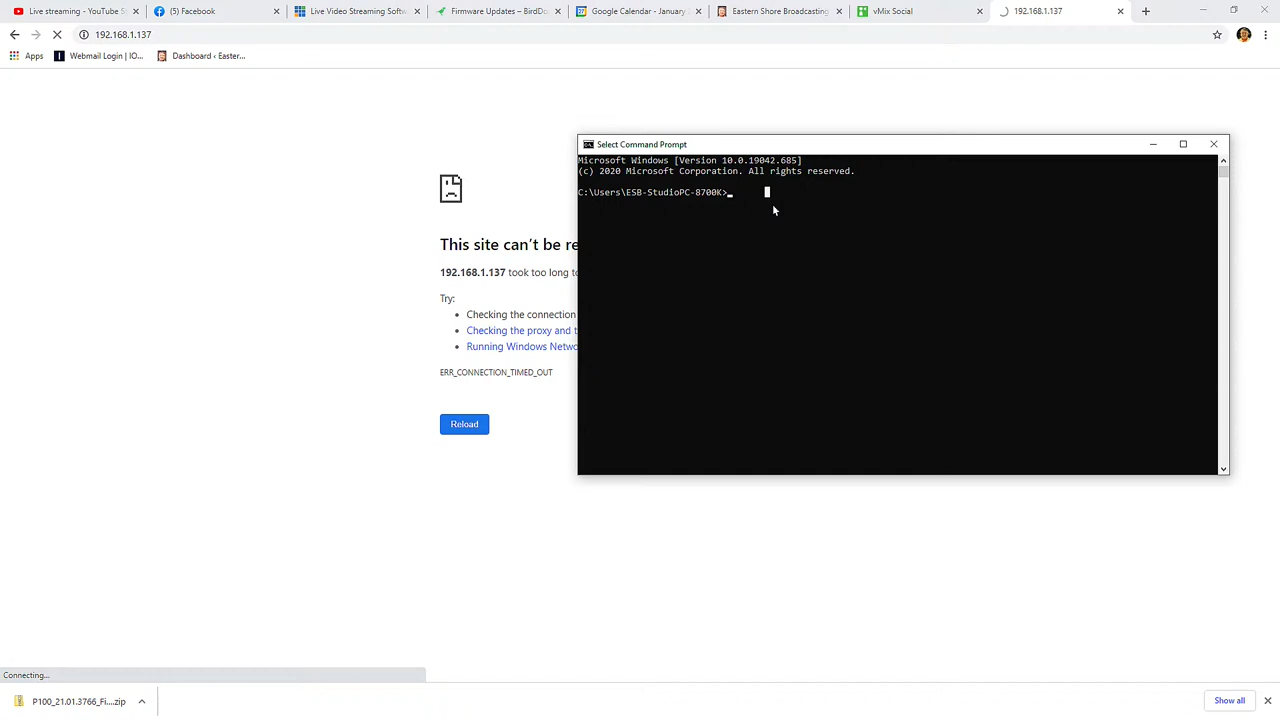 Live streaming - YouTube S
(5) Facebook
Live Video Streaming Softw
Firmware Updates – BirdDo
Google Calendar - January
Eastern Shore Broadcasting
vMix Social
192.168.1.137
192.168.1.137
Apps
Webmail Login | IO...
Dashboard ‹ Easter...
Select Command Prompt
Microsoft Windows [Version 10.0.19042.685]
(c) 2020 Microsoft Corporation. All rights reserved.
C:\Users\ESB-StudioPC-8700K>_
This site can’t be re
192.168.1.137 took too long to
Try:
• Checking the connection
• Checking the proxy and t
• Running Windows Netwo
ERR_CONNECTION_TIMED_OUT
Reload
Connecting...
P100_21.01.3766_Fi....zip
Show all